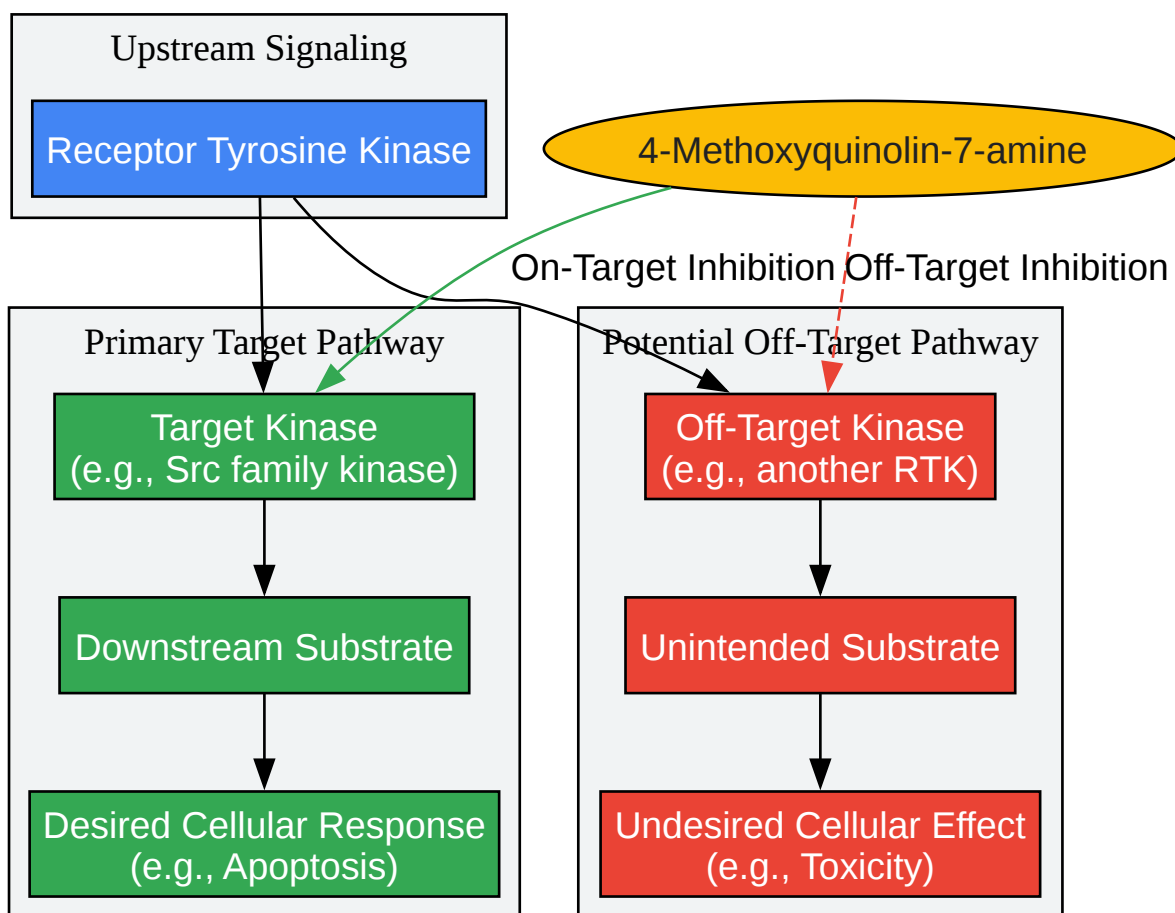 Upstream Signaling
Receptor Tyrosine Kinase
4-Methoxyquinolin-7-amine
On-Target Inhibition
Off-Target Inhibition
Primary Target Pathway
Target Kinase
(e.g., Src family kinase)
Downstream Substrate
Desired Cellular Response
(e.g., Apoptosis)
Potential Off-Target Pathway
Off-Target Kinase
(e.g., another RTK)
Unintended Substrate
Undesired Cellular Effect
(e.g., Toxicity)